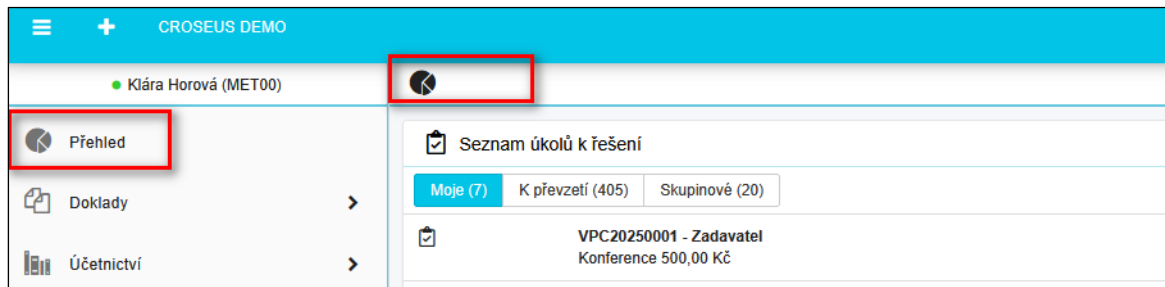 CROSEUS DEMO
Klára Horová (MET00)
Přehled
Doklady
Účetnictví
Seznam úkolů k řešení
Moje (7) K převzetí (405) Skupinové (20)
VPC20250001 - Zadavatel
Konference 500,00 Kč